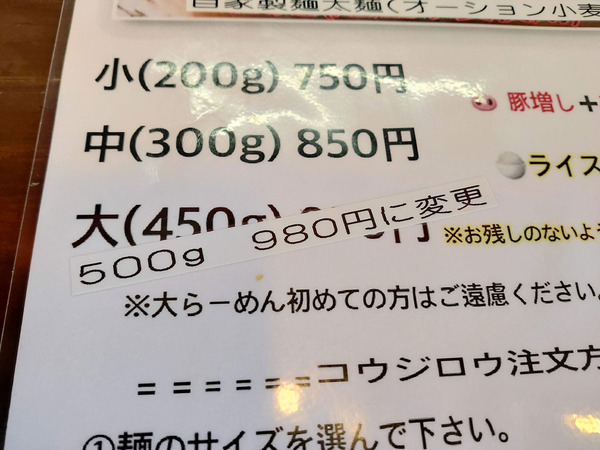 自家製麺太麺(オーション小麦
小(200g) 750円
豚増し+
中(300g) 850円
ライス
大(450g)
円
500g 980円に変更
※お残しのないよう
※大らーめん初めての方はご遠慮ください。
======コウジロウ注文方
①麺のサイズを選んで下さい。